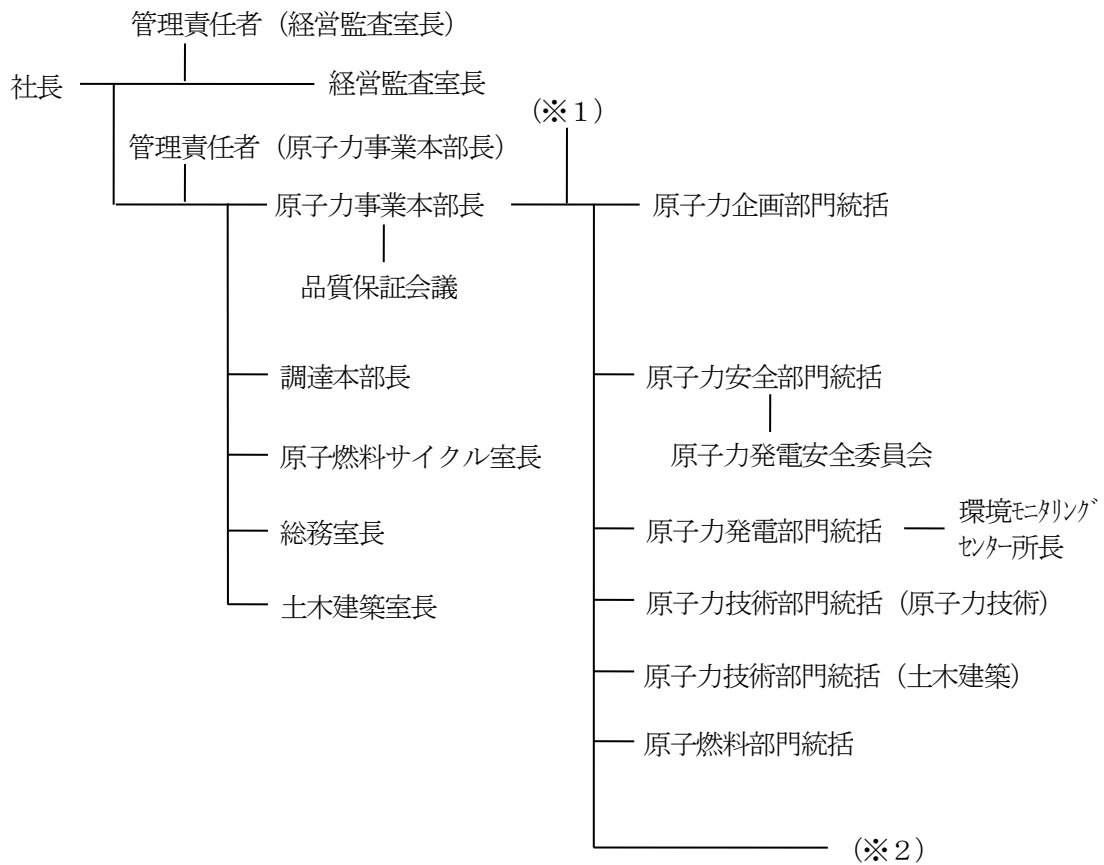 管理責任者（経営監査室長）
社長
経営監査室長
（※１）
管理責任者（原子力事業本部長）
原子力事業本部長
原子力企画部門統括
品質保証会議
調達本部長
原子力安全部門統括
原子力発電安全委員会
原子燃料サイクル室長
総務室長
原子力発電部門統括
環境ﾓﾆﾀﾘﾝｸﾞ
ｾﾝﾀｰ所長
土木建築室長
原子力技術部門統括（原子力技術）
原子力技術部門統括（土木建築）
原子燃料部門統括
（※２）